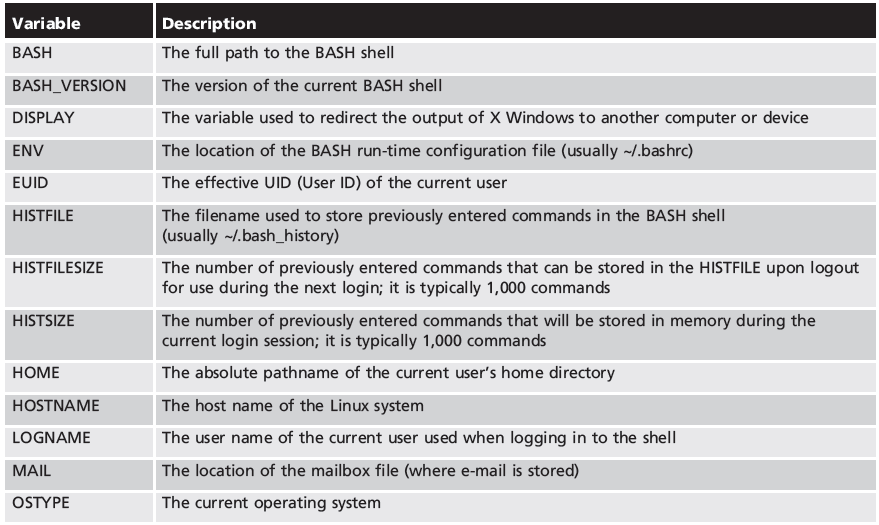 Variable Description
BASH The full path to the BASH shell
BASH_VERSION The version of the current BASH shell
DISPLAY The variable used to redirect the output of X Windows to another computer or device
ENV The location of the BASH run-time configuration file (usually ~/.bashrc)
EUID The effective UID (User ID) of the current user
HISTFILE The filename used to store previously entered commands in the BASH shell
(usually ~/.bash_history)
HISTFILESIZE The number of previously entered commands that can be stored in the HISTFILE upon logout
for use during the next login; it is typically 1,000 commands
HISTSIZE The number of previously entered commands that will be stored in memory during the
current login session; it is typically 1,000 commands
HOME The absolute pathname of the current user's home directory
HOSTNAME The host name of the Linux system
LOGNAME The user name of the current user used when logging in to the shell
MAIL The location of the mailbox file (where e-mail is stored)
OSTYPE The current operating system